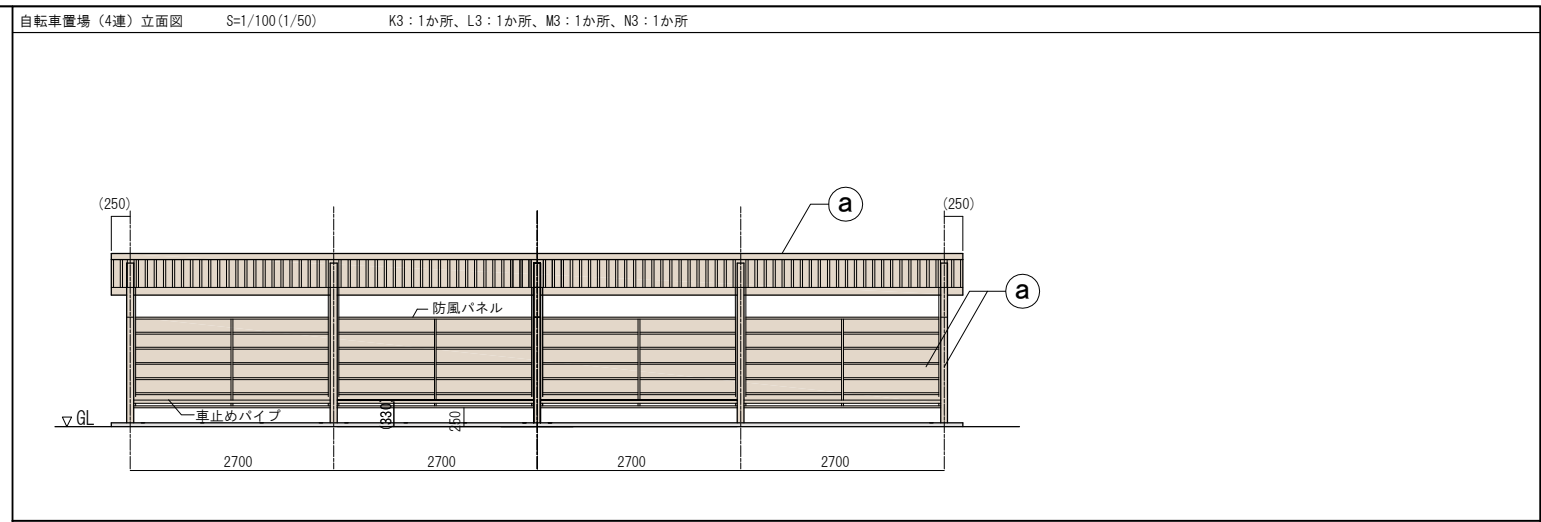 自転車置場（4連）立面図 S=1/100(1/50) K3：1か所、L3：1か所、M3：1か所、N3：1か所
(250) a (250)
a
防風パネル
▽GL 車止めパイプ (330) 250
2700 2700 2700 2700